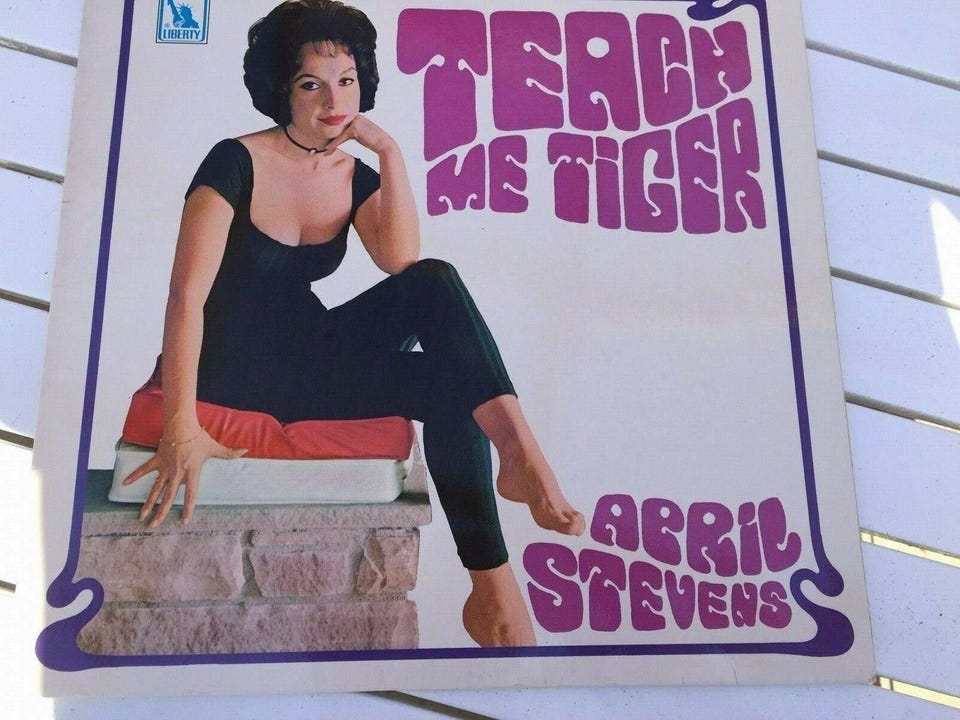 LIBERTY
TEACH
ME TiGER
APRiL
STEVENS